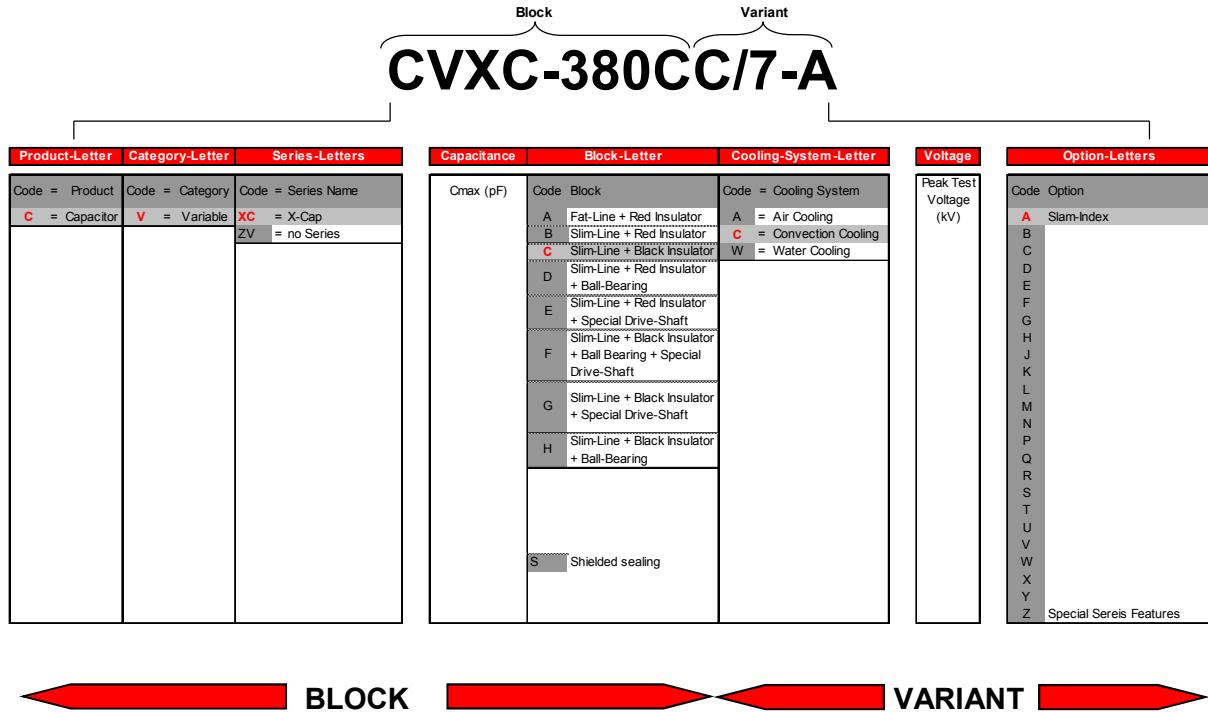 Block Variant
CVXC-380CC/7-A
Product-Letter Category-Letter Series-Letters Capacitance Block-Letter Cooling-System-Letter Voltage Option-Letters
Code = Product Code = Category Code = Series Name Cmax (pF) Code Block Code = Cooling System Peak Test
Voltage
(kV) Code Option
C = Capacitor V = Variable XC = X-Cap A Fat-Line + Red Insulator A = Air Cooling A Slam-Index
ZV = no Series B Slim-Line + Red Insulator C = Convection Cooling B
C Slim-Line + Black Insulator W = Water Cooling C
D Slim-Line + Red Insulator
+ Ball-Bearing
D
E Slim-Line + Red Insulator
+ Special Drive-Shaft
E
F
G
F Slim-Line + Black Insulator
+ Ball Bearing + Special
Drive-Shaft
H
J
K
G Slim-Line + Black Insulator
+ Special Drive-Shaft
L
M
N
H Slim-Line + Black Insulator
+ Ball-Bearing
P
Q
R
S
T
U
V
S Shielded sealing W
X
Y
Z Special Sereis Features
BLOCK VARIANT